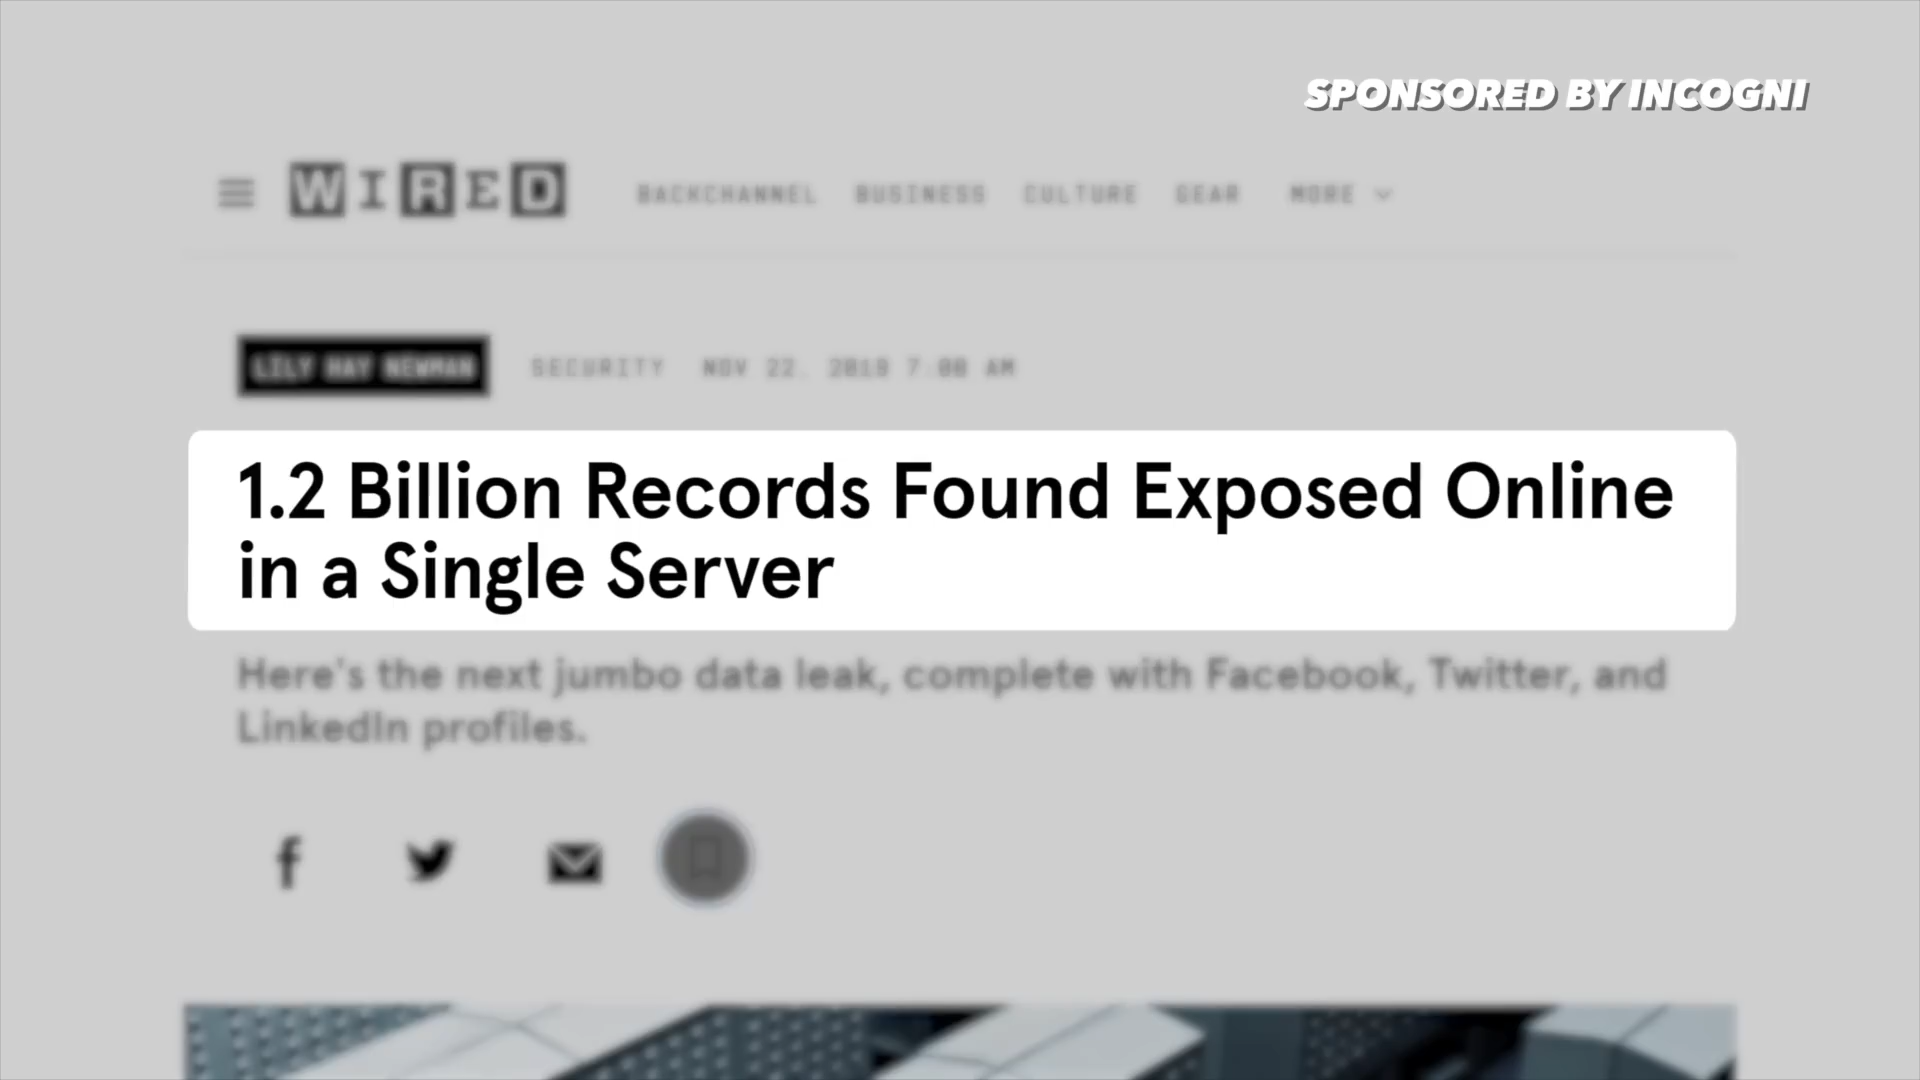 SPONSORED BY INCOGNI
WIRED BACKCHANNEL BUSINESS CULTURE GEAR MORE
LILY HAY NEWMAN SECURITY NOV 22, 2019 7:00 AM
1.2 Billion Records Found Exposed Online
in a Single Server
Here's the next jumbo data leak, complete with Facebook, Twitter, and
LinkedIn profiles.